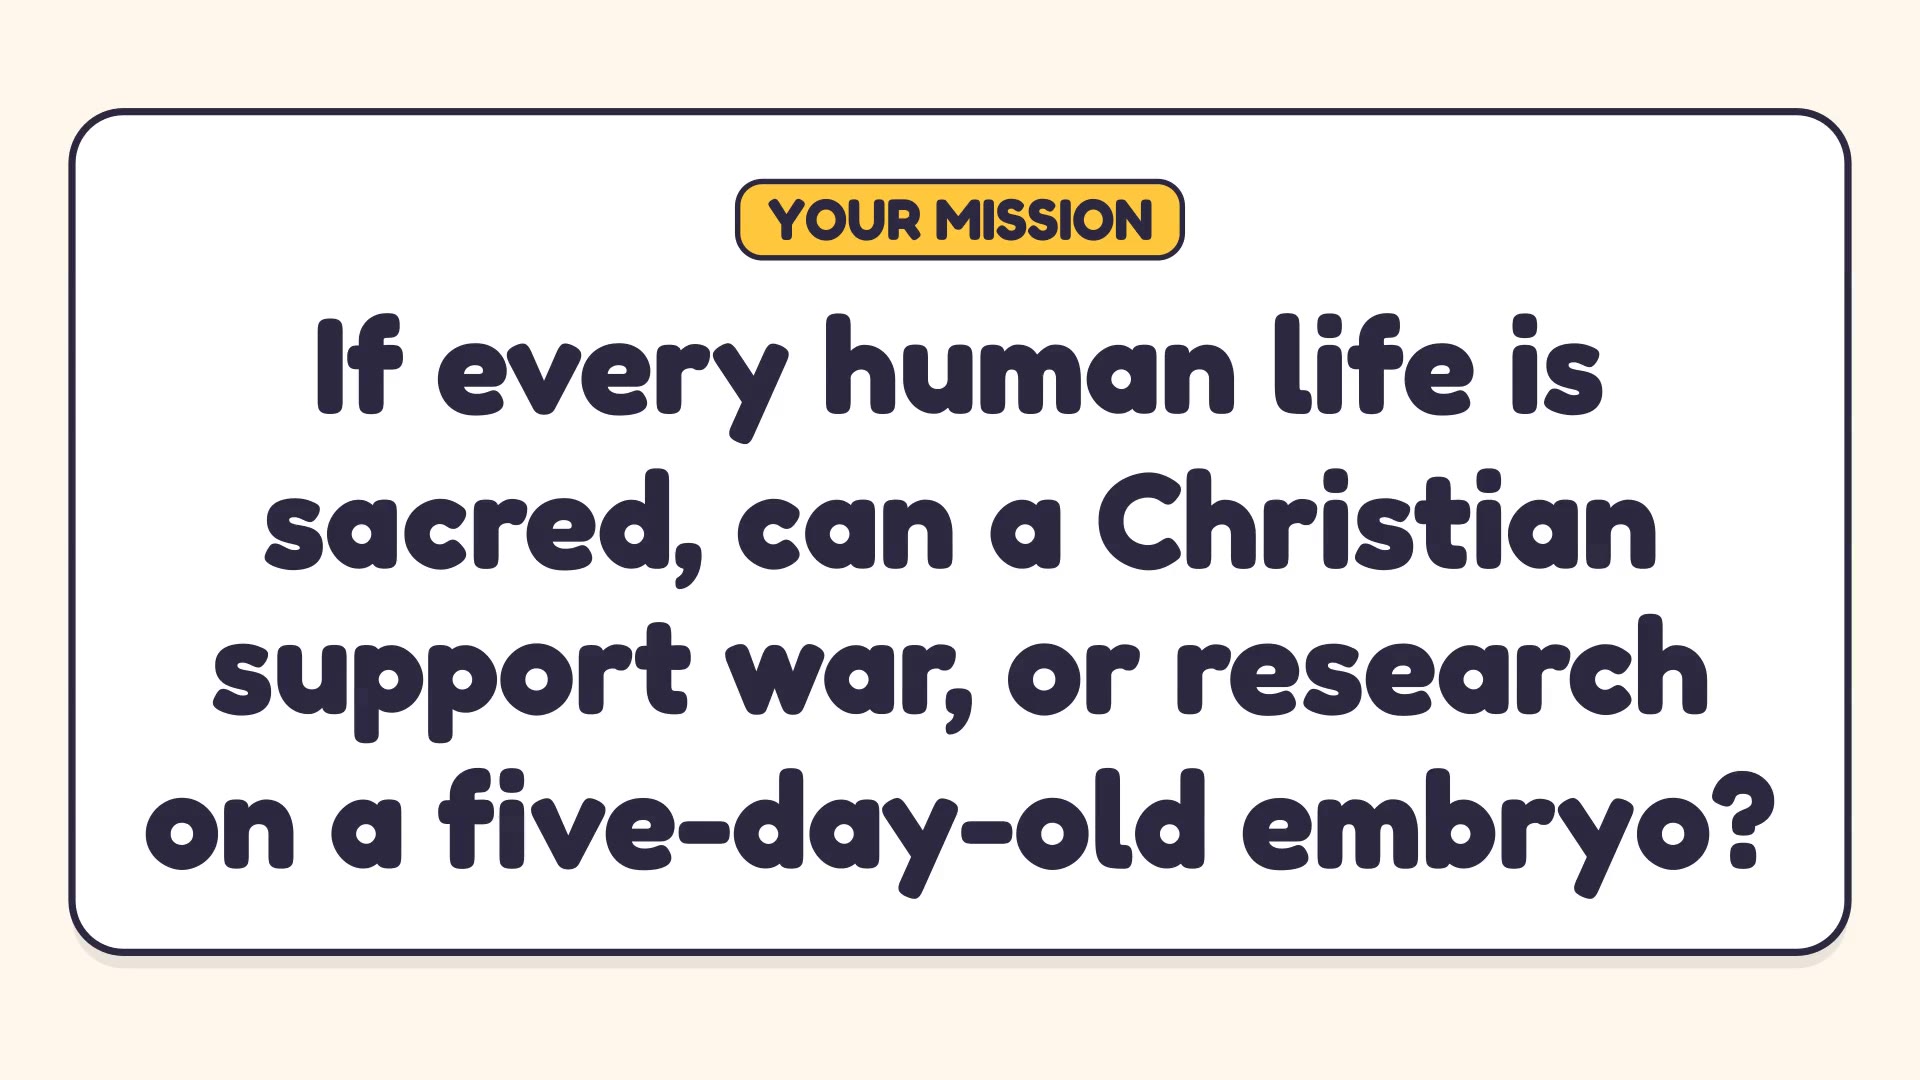 YOUR MISSION
If every human life is
sacred, can a Christian
support war, or research
on a five-day-old embryo?